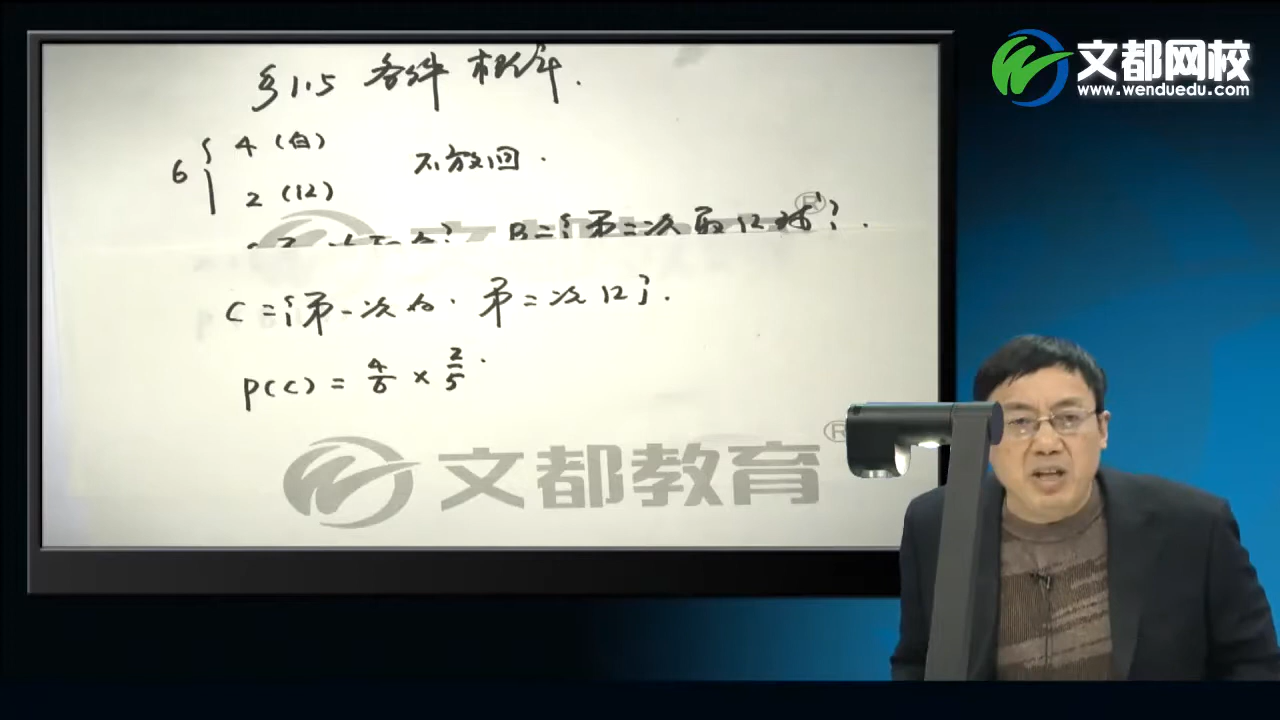 文都网校
www.wenduedu.com
§1.5 条件概率.
6 { 4 (白)
2 (红)
不放回.
B={第二次取红球}.
C={第一次白.第二次红}.
P(C) = 4/6 × 2/5
文都教育®